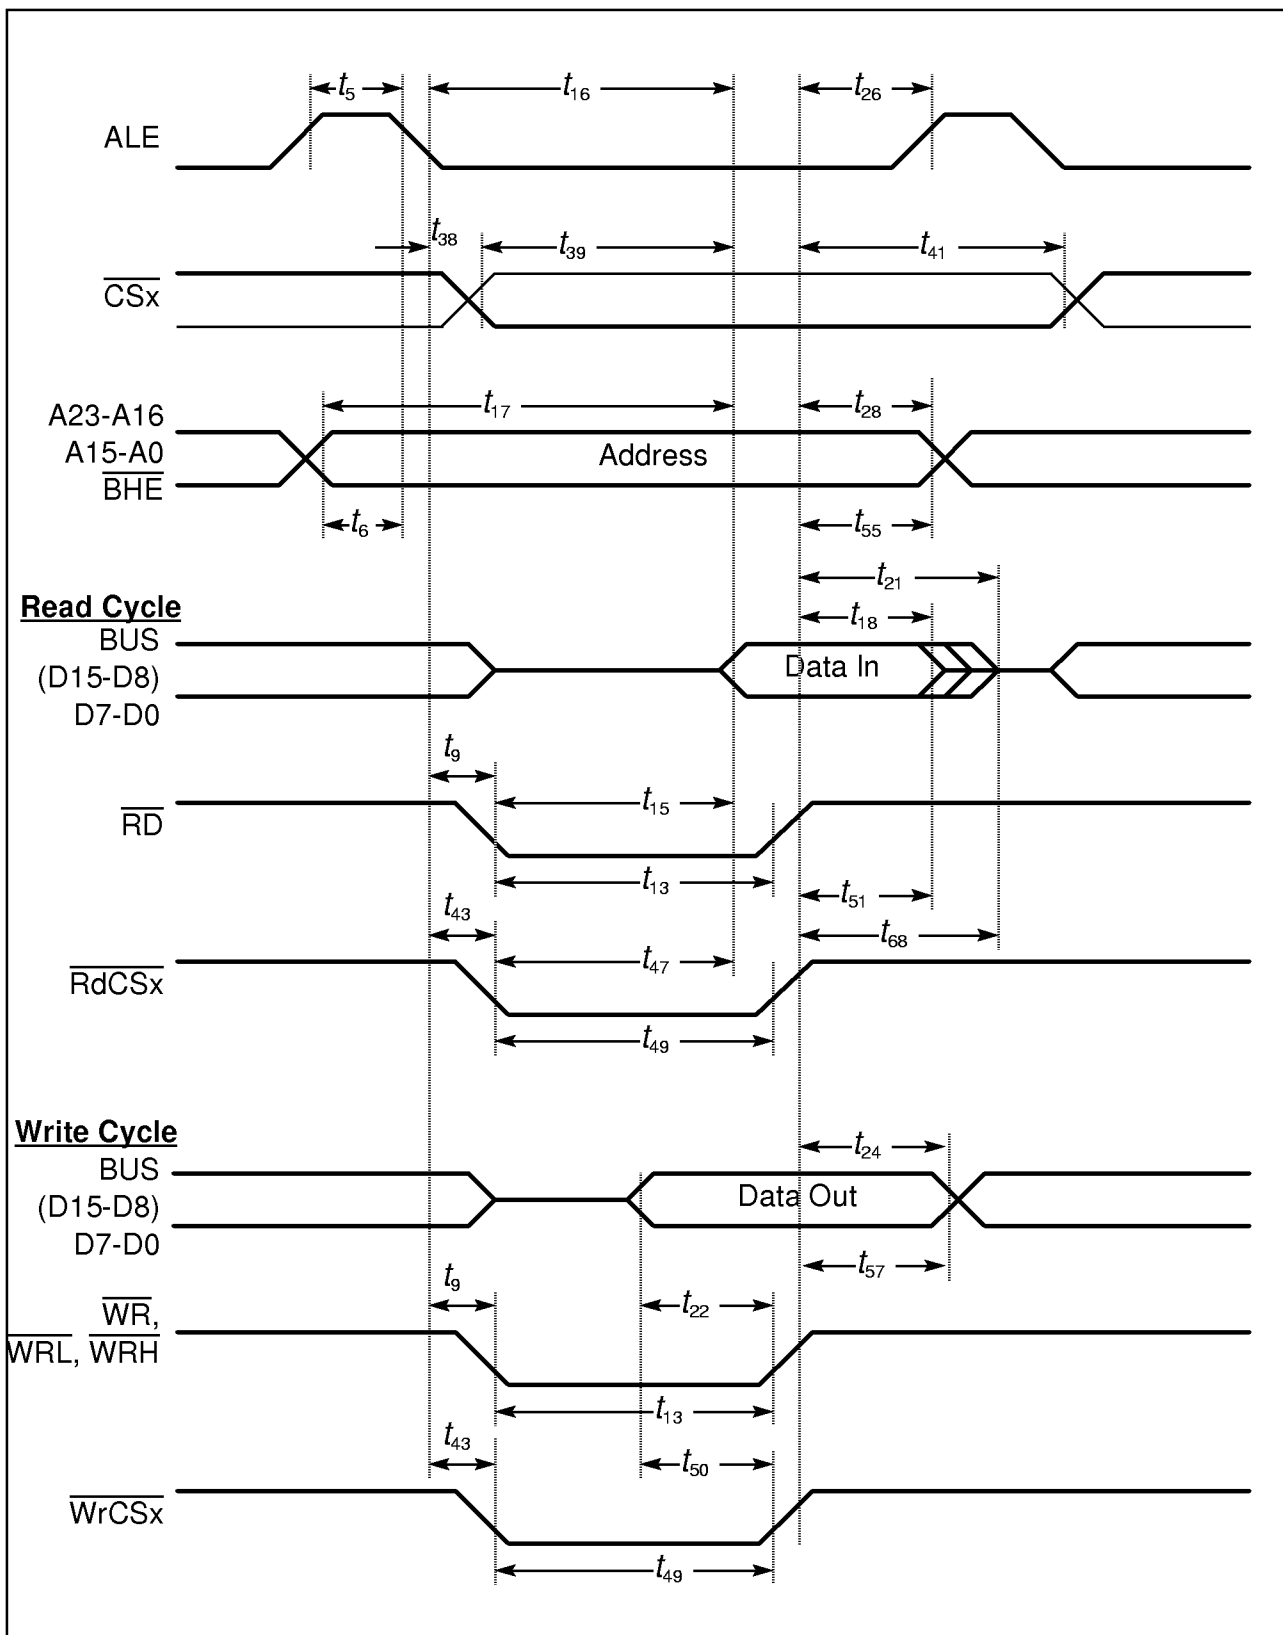 t5 t16 t26
ALE
t38 t39 t41
CSx
A23-A16
t17 t28
A15-A0
Address
BHE
t6 t55
t21
Read Cycle
t18
BUS
(D15-D8)
Data In
D7-D0
t9
t15
RD
t13 t51
t43
t68
t47
RdCSx
t49
Write Cycle
t24
BUS
(D15-D8)
Data Out
D7-D0
t57
t9
WR,
t22
WRL, WRH
t13
t43
t50
WrCSx
t49